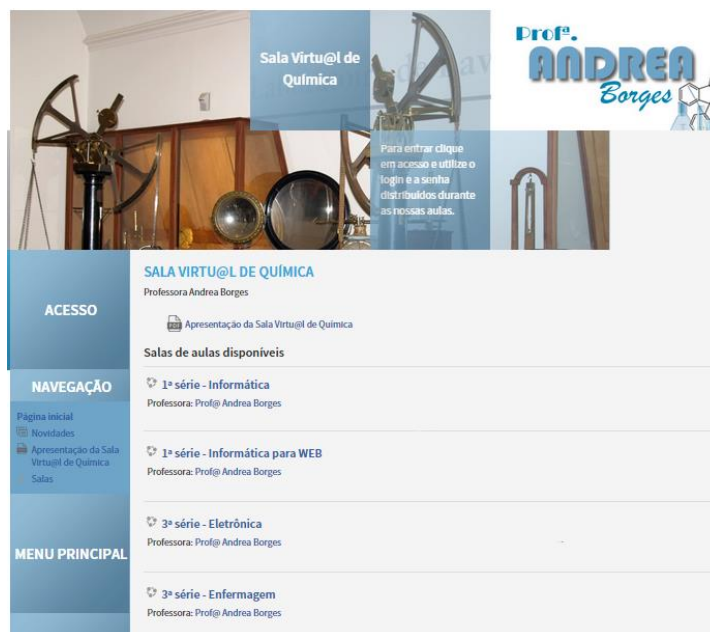 Sala Virtu@l de
Química
Profª.
ANDREA
Borges
Para entrar clique
em acesso e utilize o
login e a senha
distribuídos durante
as nossas aulas.
ACESSO
NAVEGAÇÃO
Página inicial
Novidades
Apresentação da Sala
Virtu@l de Química
Salas
MENU PRINCIPAL
SALA VIRTU@L DE QUÍMICA
Professora Andrea Borges
PDF
Apresentação da Sala Virtu@l de Química
Salas de aulas disponíveis
1ª série - Informática
Professora: Prof@ Andrea Borges
1ª série - Informática para WEB
Professora: Prof@ Andrea Borges
3ª série - Eletrônica
Professora: Prof@ Andrea Borges
3ª série - Enfermagem
Professora: Prof@ Andrea Borges